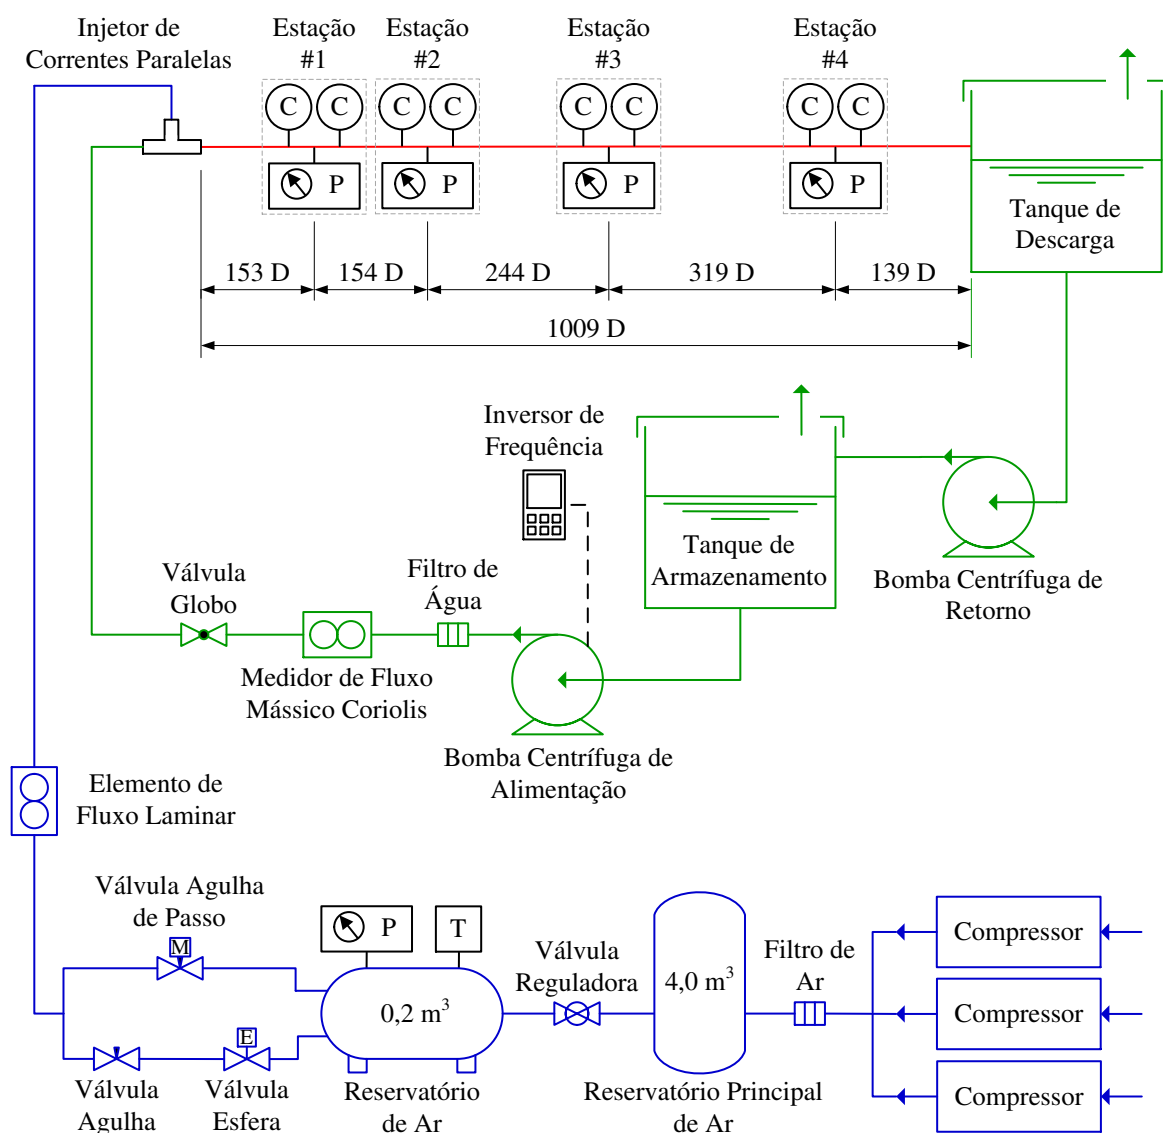 Injetor de
Correntes Paralelas
Estação
#1
Estação
#2
Estação
#3
Estação
#4
C
C
C
C
C
C
C
C
P
P
P
P
Tanque de
Descarga
153 D
154 D
244 D
319 D
139 D
1009 D
Inversor de
Frequência
Tanque de
Armazenamento
Bomba Centrífuga de
Retorno
Válvula
Globo
Filtro de
Água
Medidor de Fluxo
Mássico Coriolis
Bomba Centrífuga de
Alimentação
Elemento de
Fluxo Laminar
Válvula Agulha
de Passo
M
P
T
Válvula
Reguladora
4,0 m³
Filtro de
Ar
Compressor
Compressor
Compressor
0,2 m³
E
Válvula
Agulha
Válvula
Esfera
Reservatório
de Ar
Reservatório Principal
de Ar